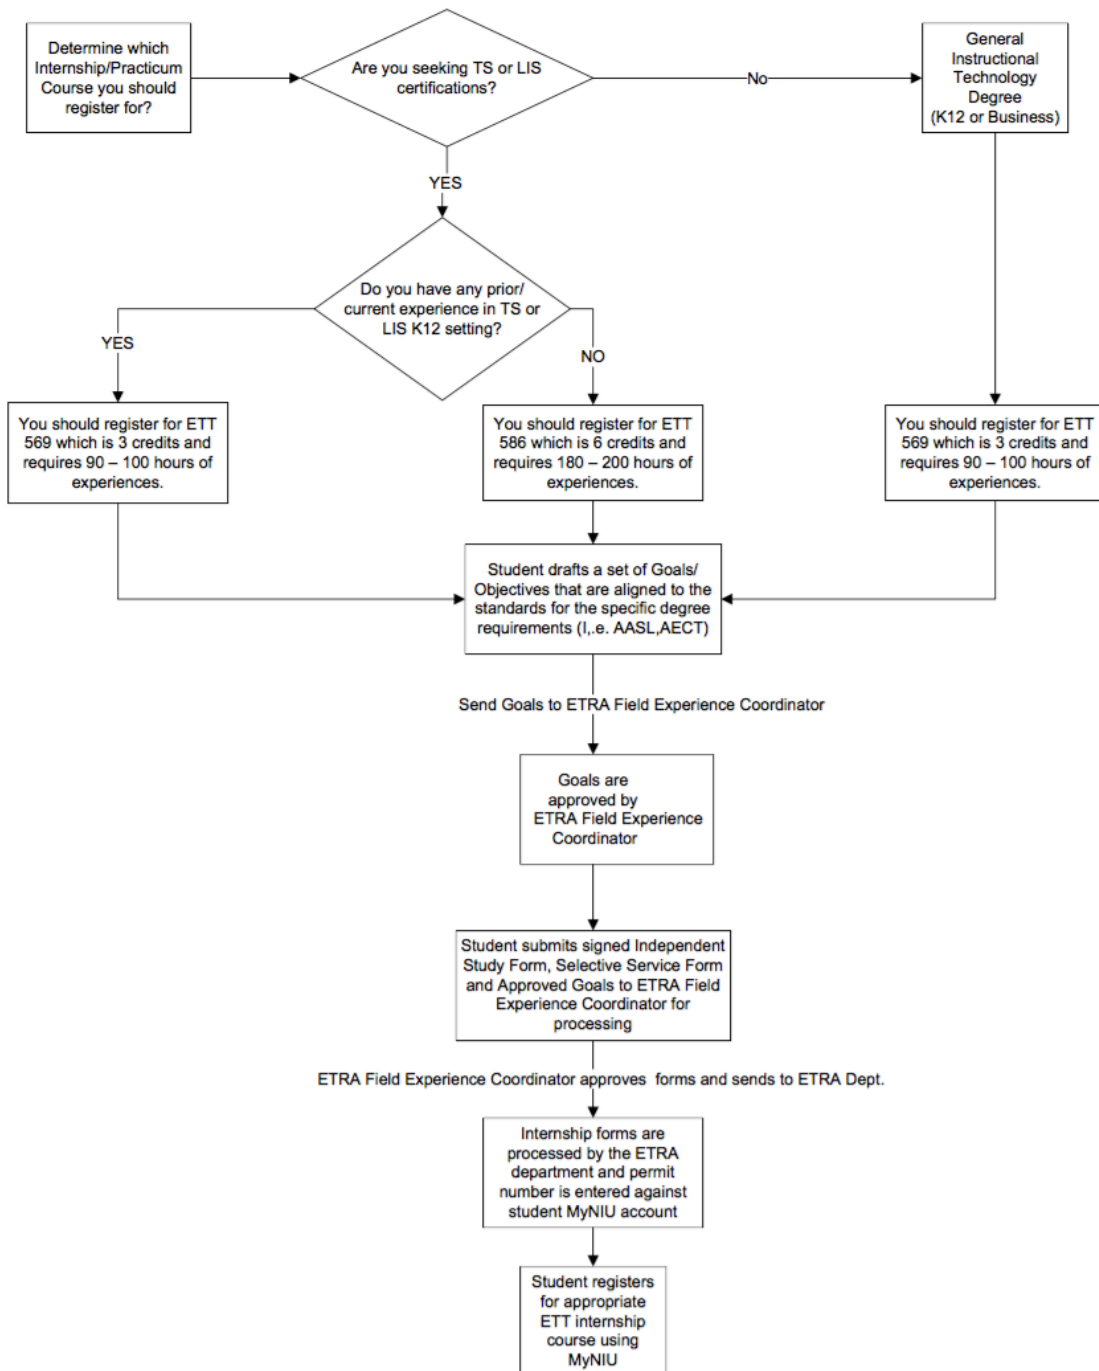 Determine which
Internship/Practicum
Course you should
register for?
Are you seeking TS or LIS
certifications?
No
General
Instructional
Technology
Degree
(K12 or Business)
YES
Do you have any prior/
current experience in TS or
LIS K12 setting?
YES
NO
You should register for ETT
569 which is 3 credits and
requires 90 – 100 hours of
experiences.
You should register for ETT
586 which is 6 credits and
requires 180 – 200 hours of
experiences.
You should register for ETT
569 which is 3 credits and
requires 90 – 100 hours of
experiences.
Student drafts a set of Goals/
Objectives that are aligned to the
standards for the specific degree
requirements (I,.e. AASL,AECT)
Send Goals to ETRA Field Experience Coordinator
Goals are
approved by
ETRA Field Experience
Coordinator
Student submits signed Independent
Study Form, Selective Service Form
and Approved Goals to ETRA Field
Experience Coordinator for
processing
ETRA Field Experience Coordinator approves forms and sends to ETRA Dept.
Internship forms are
processed by the ETRA
department and permit
number is entered against
student MyNIU account
Student registers
for appropriate
ETT internship
course using
MyNIU